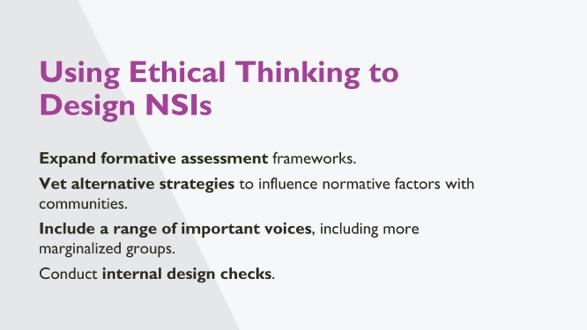 Using Ethical Thinking to
Design NSIs
Expand formative assessment frameworks.
Vet alternative strategies to influence normative factors with
communities.
Include a range of important voices, including more
marginalized groups.
Conduct internal design checks.